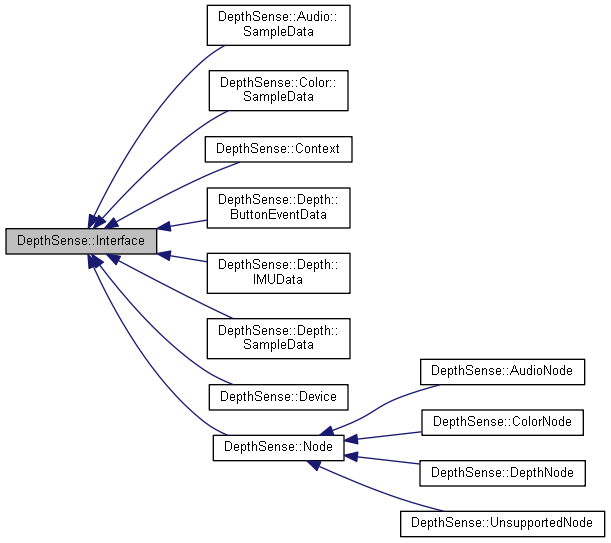 DepthSense::Audio::
SampleData
DepthSense::Color::
SampleData
DepthSense::Context
DepthSense::Depth::
ButtonEventData
DepthSense::Interface
DepthSense::Depth::
IMUData
DepthSense::Depth::
SampleData
DepthSense::Device
DepthSense::Node
DepthSense::AudioNode
DepthSense::ColorNode
DepthSense::DepthNode
DepthSense::UnsupportedNode